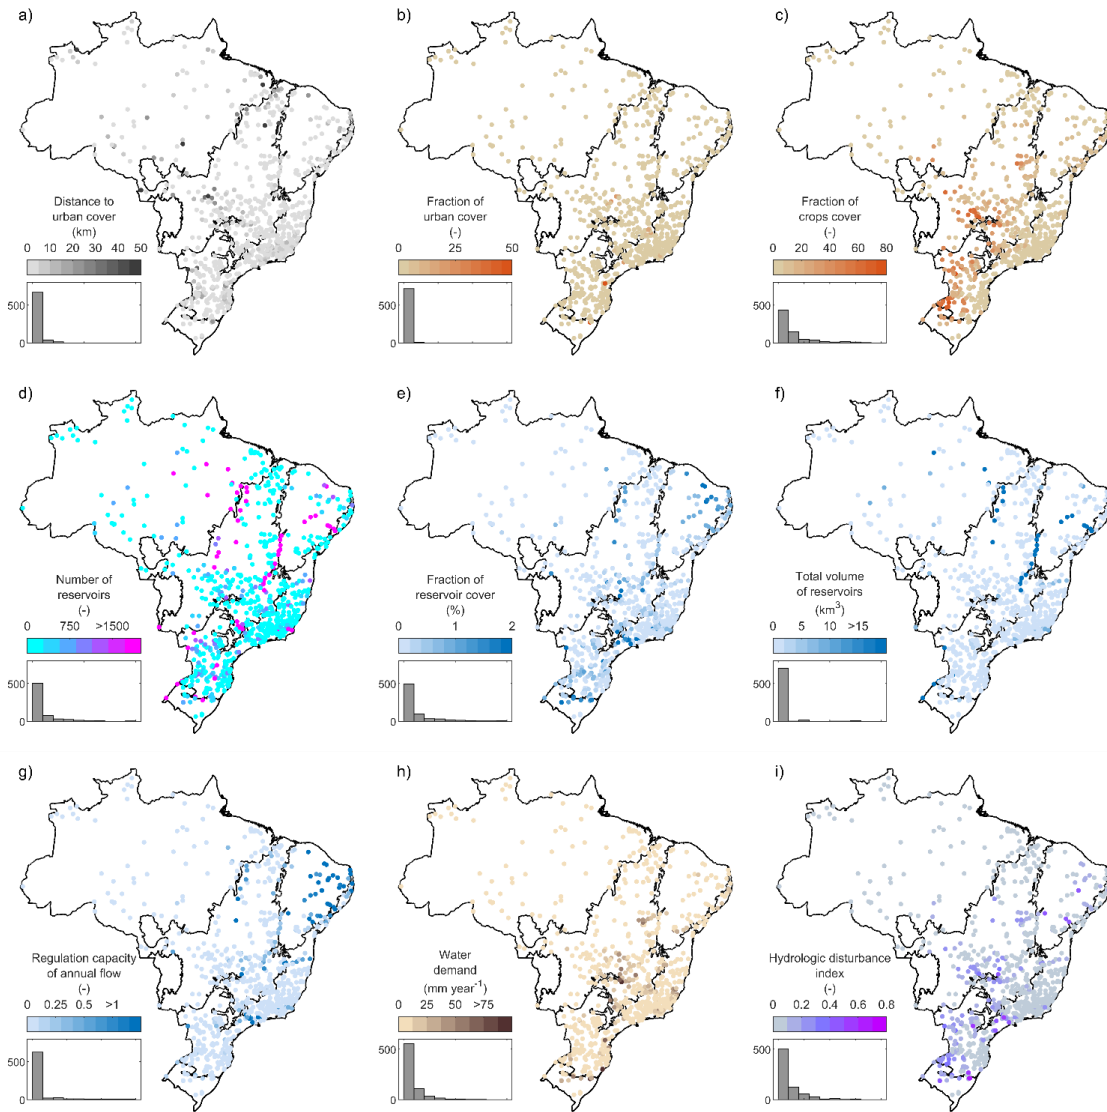 a)
Distance to
urban cover
(km)
0 10 20 30 40 50
500
0
b)
Fraction of
urban cover
(-)
0 25 50
500
0
c)
Fraction of
crops cover
(-)
0 20 40 60 80
500
0
d)
Number of
reservoirs
(-)
0 750 >1500
500
0
e)
Fraction of
reservoir cover
(%)
0 1 2
500
0
f)
Total volume
of reservoirs
(km³)
0 5 10 >15
500
0
g)
Regulation capacity
of annual flow
(-)
0 0.25 0.5 >1
500
0
h)
Water
demand
(mm year⁻¹)
0 25 50 >75
500
0
i)
Hydrologic disturbance
index
(-)
0 0.2 0.4 0.6 0.8
500
0